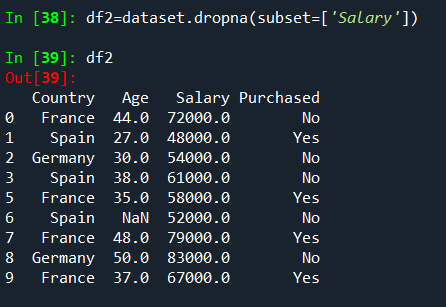 In [38]: df2=dataset.dropna(subset=['Salary'])
In [39]: df2
Out[39]:
   Country   Age   Salary Purchased
0   France  44.0  72000.0        No
1    Spain  27.0  48000.0       Yes
2  Germany  30.0  54000.0        No
3    Spain  38.0  61000.0        No
5   France  35.0  58000.0       Yes
6    Spain   NaN  52000.0        No
7   France  48.0  79000.0       Yes
8  Germany  50.0  83000.0        No
9   France  37.0  67000.0       Yes